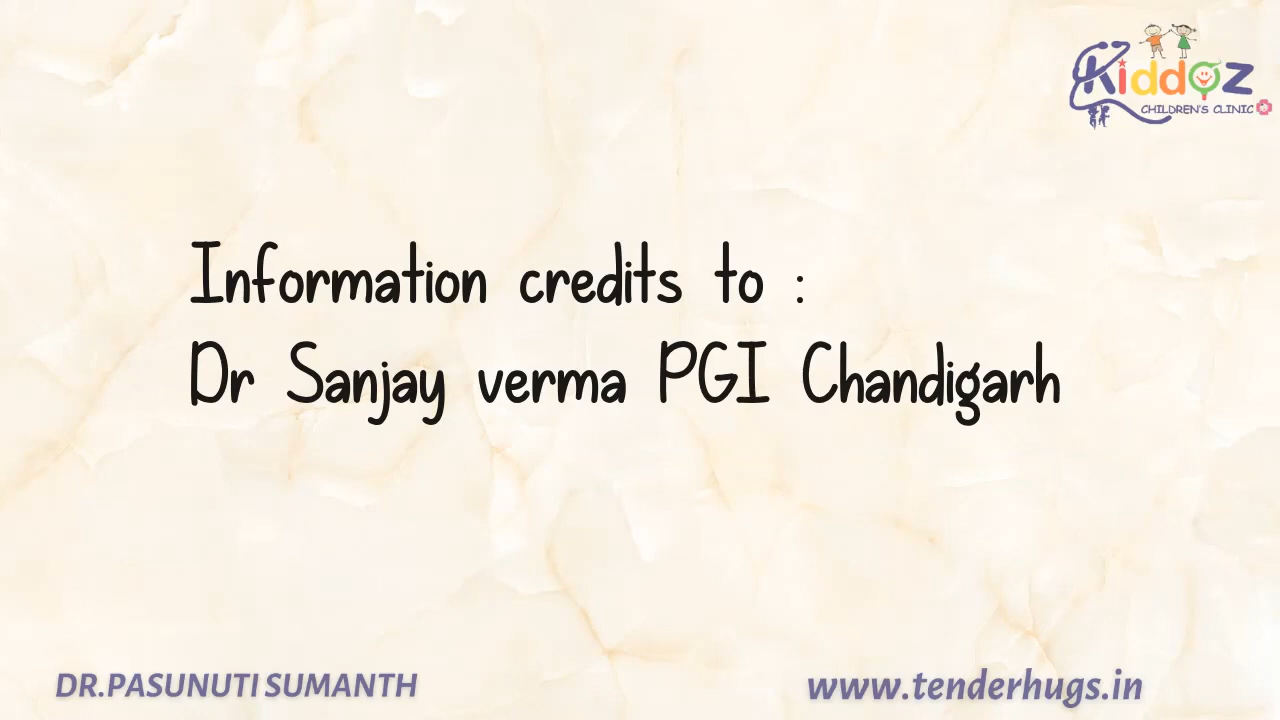 Kiddoz
CHILDREN'S CLINIC
Information credits to :
Dr Sanjay verma PGI Chandigarh
DR.PASUNUTI SUMANTH
www.tenderhugs.in